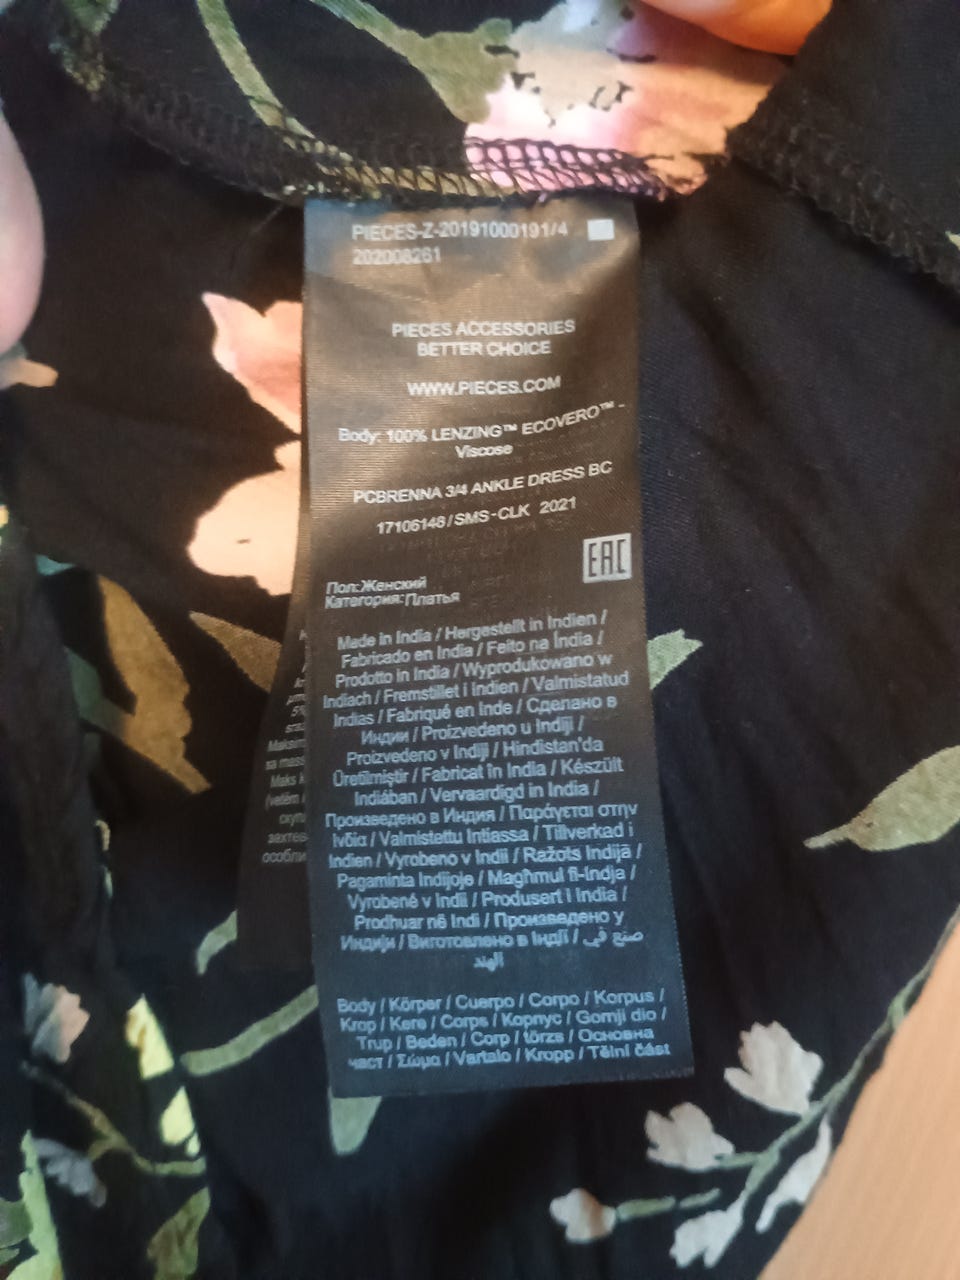 PIECES-Z-20191000191/4
202008261
PIECES ACCESSORIES
BETTER CHOICE
WWW.PIECES.COM
Body: 100% LENZING™ ECOVERO™ -
Viscose
PCBRENNA 3/4 ANKLE DRESS BC
17106148/SMS-CLK 2021
EAC
Пол:Женский
Категория:Платья
Made in India / Hergestellt in Indien /
Fabricado en India / Feito na Índia /
Prodotto in India / Wyprodukowano w
Indiach / Fremstillet i Indien / Valmistatud
Indias / Fabriqué en Inde / Сделано в
Индии / Proizvedeno u Indiji /
Proizvedeno v Indiji / Hindistan'da
Üretilmiştir / Fabricat în India / Készült
Indiában / Vervaardigd in India /
Произведено в Индия / Παράγεται στην
Ινδία / Valmistettu Intiassa / Tillverkad i
Indien / Vyrobeno v Indii / Ražots Indijā /
Pagaminta Indijoje / Magħmul fl-Indja /
Vyrobené v Indii / Produsert i India /
Prodhuar në Indi / Произведено у
Индији / Виготовлено в Індії / صنع في
الهند
Body / Körper / Cuerpo / Corpo / Korpus /
Krop / Kere / Corps / Корпус / Gornji dio /
Trup / Beden / Corp / törzs / Основна
част / Σώμα / Vartalo / Kropp / Tělní část
5%
Maks